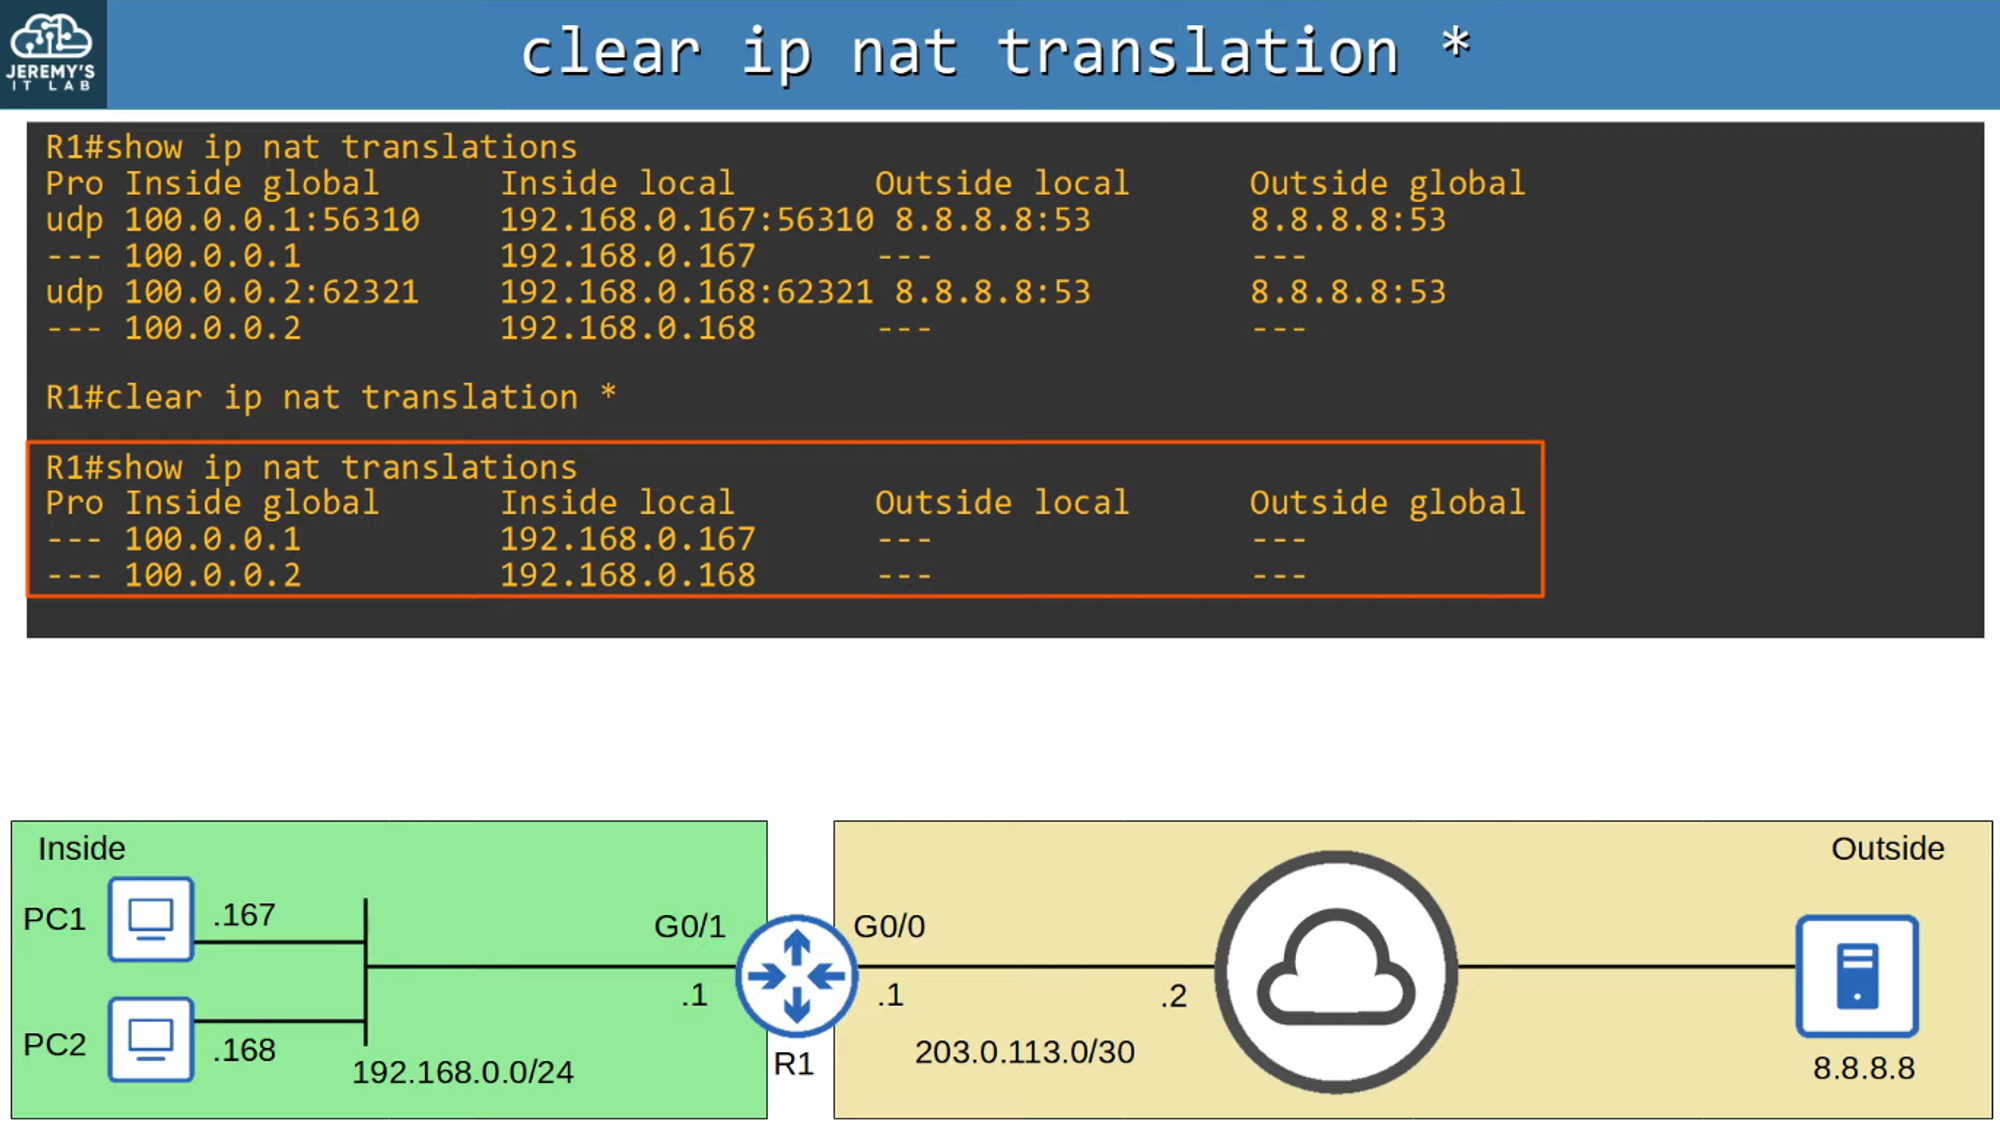 JEREMY'S
IT LAB
clear ip nat translation *
R1#show ip nat translations
Pro Inside global Inside local Outside local Outside global
udp 100.0.0.1:56310 192.168.0.167:56310 8.8.8.8:53 8.8.8.8:53
--- 100.0.0.1 192.168.0.167 --- ---
udp 100.0.0.2:62321 192.168.0.168:62321 8.8.8.8:53 8.8.8.8:53
--- 100.0.0.2 192.168.0.168 --- ---
R1#clear ip nat translation *
R1#show ip nat translations
Pro Inside global Inside local Outside local Outside global
--- 100.0.0.1 192.168.0.167 --- ---
--- 100.0.0.2 192.168.0.168 --- ---
Inside
PC1 .167
G0/1
.1
PC2 .168
192.168.0.0/24
R1
Outside
G0/0
.1 .2
203.0.113.0/30
8.8.8.8